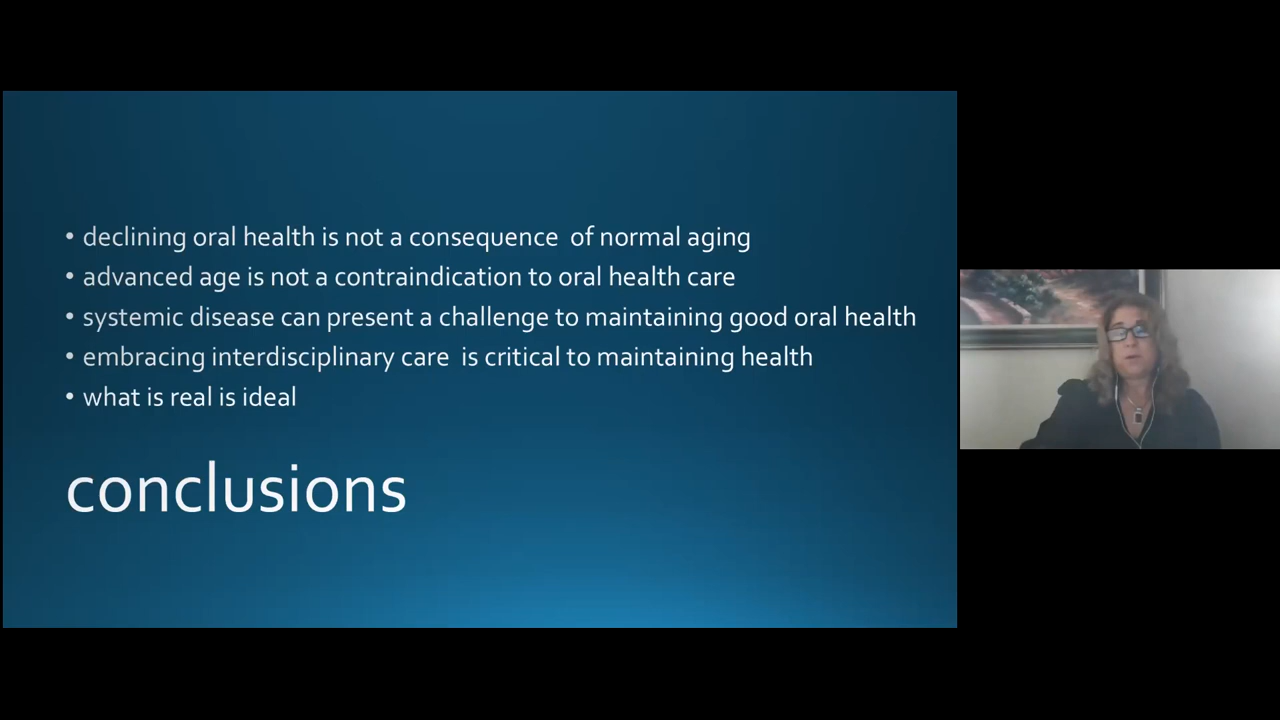 • declining oral health is not a consequence  of normal aging
• advanced age is not a contraindication to oral health care
• systemic disease can present a challenge to maintaining good oral health
• embracing interdisciplinary care  is critical to maintaining health
• what is real is ideal
conclusions